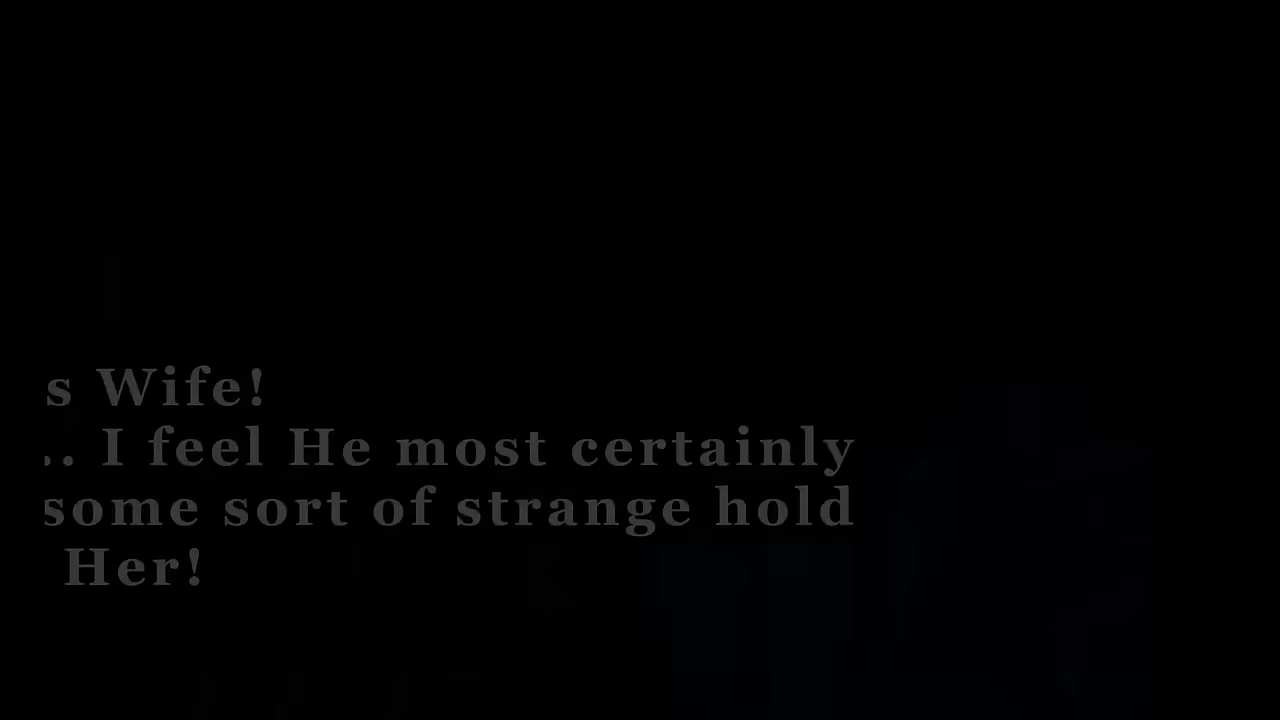 s Wife!
.. I feel He most certainly
some sort of strange hold
Her!